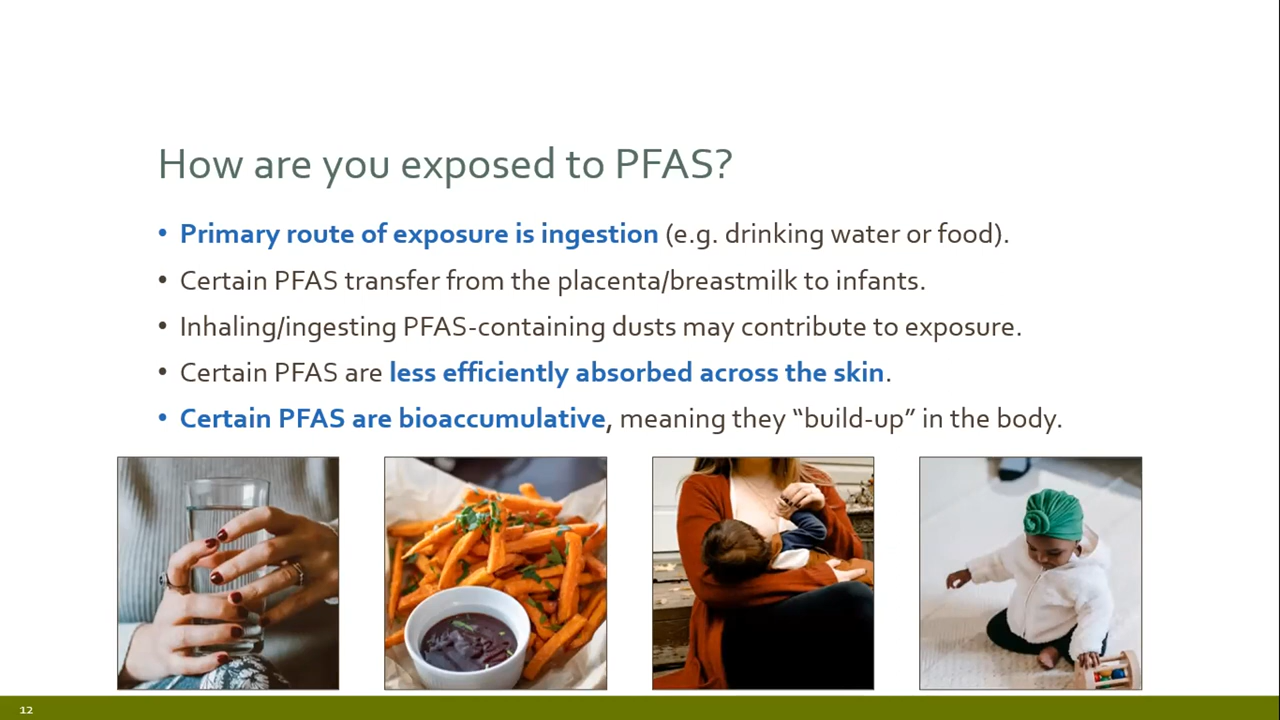 How are you exposed to PFAS?
• Primary route of exposure is ingestion (e.g. drinking water or food).
• Certain PFAS transfer from the placenta/breastmilk to infants.
• Inhaling/ingesting PFAS-containing dusts may contribute to exposure.
• Certain PFAS are less efficiently absorbed across the skin.
• Certain PFAS are bioaccumulative, meaning they “build-up” in the body.
12